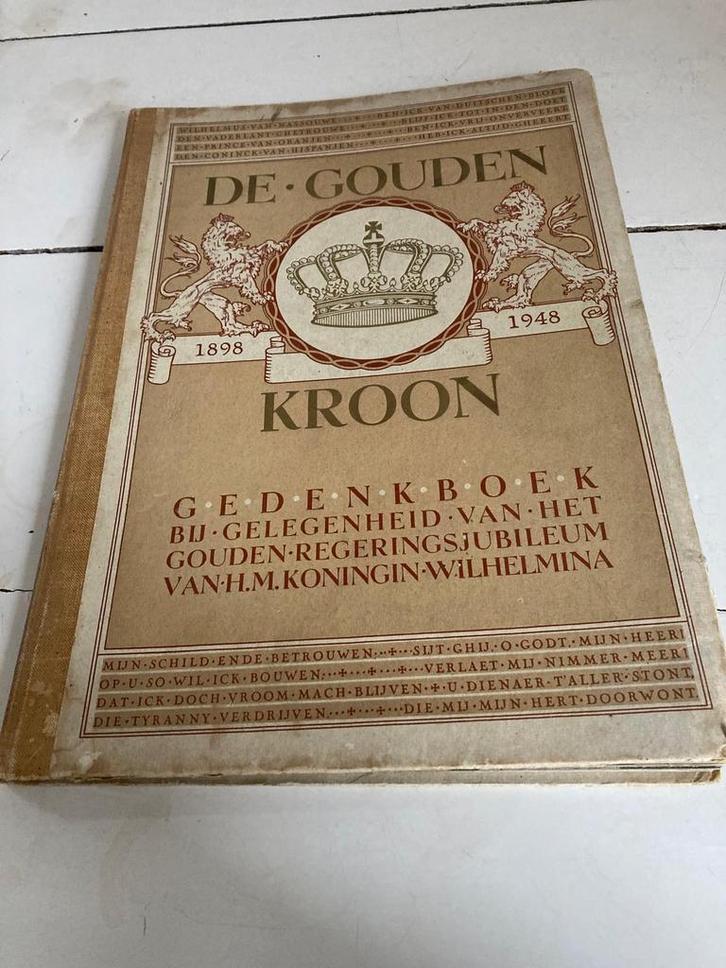 WILHELMUS·VAN·NASSOUWE···✢···BEN·ICK·VAN·DUITSCHEN·BLOET
DEN·VADERLANT·GHETROUWE···✢···BLIJF·ICK·TOT·IN·DEN·DOET
EEN·PRINCE·VAN·ORANJEN···✢···BEN·ICK·VRIJ·ONVERVEERT
DEN·CONINCK·VAN·HISPANJEN···✢···HEB·ICK·ALTIJD·GHEEERT
DE·GOUDEN
1898 1948
KROON
G·E·D·E·N·K·B·O·E·K
BIJ·GELEGENHEID·VAN·HET
GOUDEN·REGERINGSJUBILEUM
VAN·H.M.KONINGIN·WILHELMINA
MIJN·SCHILD·ENDE·BETROUWEN···✢···SIJT·GHIJ,O·GODT,MIJN·HEER!
OP·U·SO·WIL·ICK·BOUWEN···✢···VERLAET·MIJ·NIMMER·MEER!
DAT·ICK·DOCH·VROOM·MACH·BLIJVEN✢U·DIENAER·T'ALLER·STONT,
DIE·TYRANNY·VERDRIJVEN···✢···DIE·MIJ·MIJN·HERT·DOORWONT.